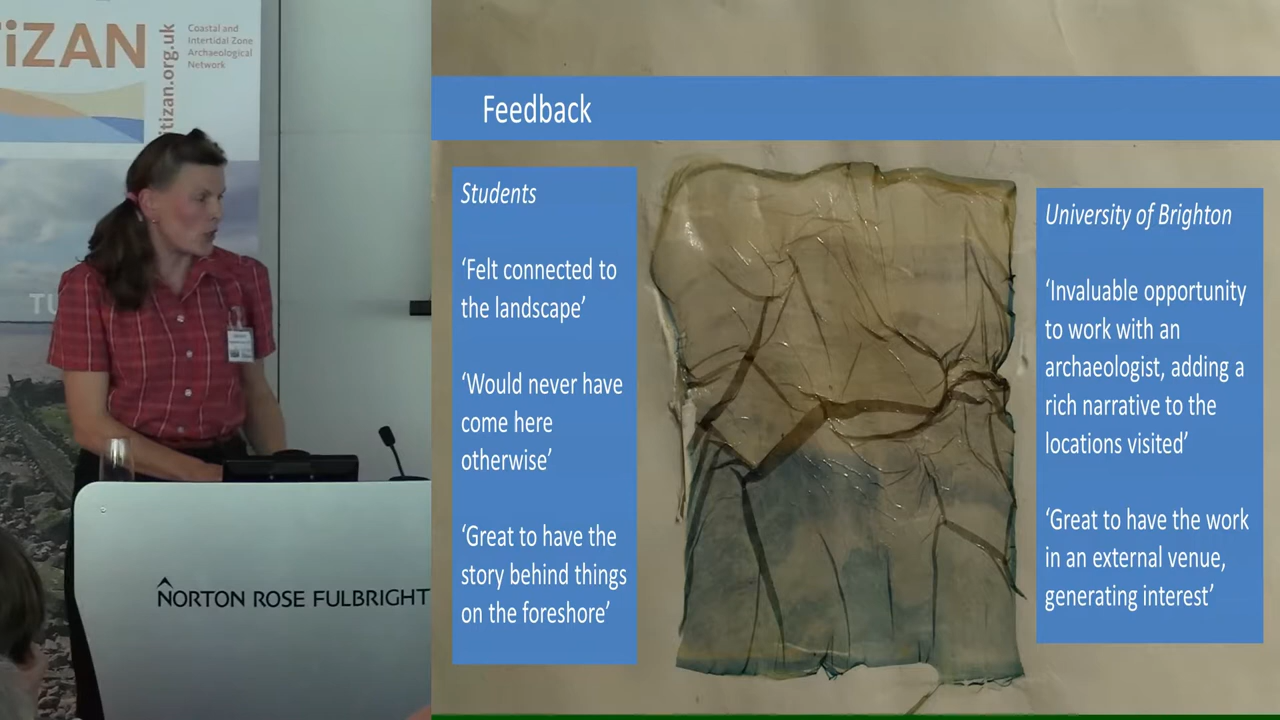 iZAN
itizan.org.uk
Coastal and
Intertidal Zone
Archaeological
Network
TU
NORTON ROSE FULBRIGHT
Feedback
Students
‘Felt connected to
the landscape’
‘Would never have
come here
otherwise’
‘Great to have the
story behind things
on the foreshore’
University of Brighton
‘Invaluable opportunity
to work with an
archaeologist, adding a
rich narrative to the
locations visited’
‘Great to have the work
in an external venue,
generating interest’